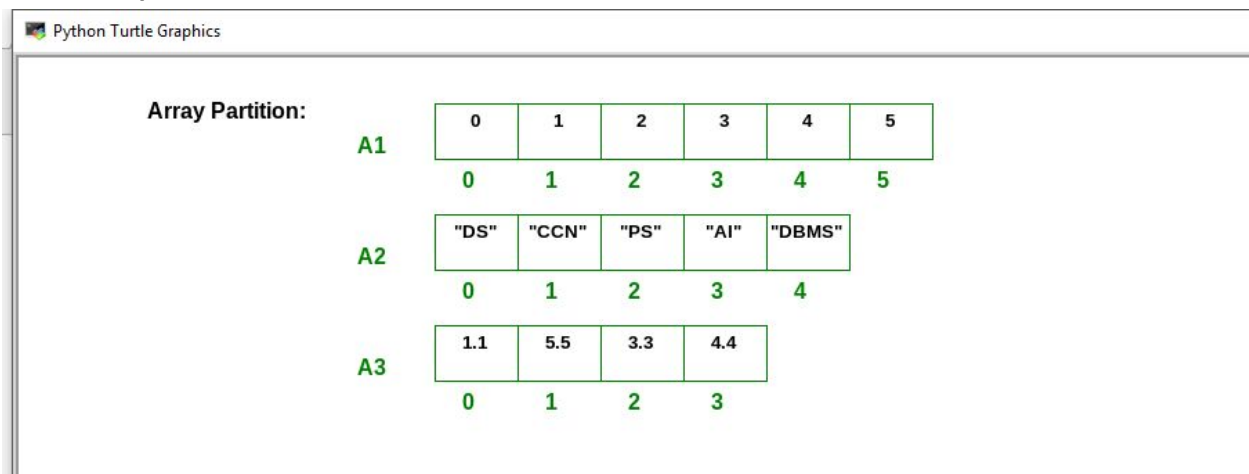 Python Turtle Graphics
Array Partition:
0 1 2 3 4 5
A1
0 1 2 3 4 5
"DS" "CCN" "PS" "AI" "DBMS"
A2
0 1 2 3 4
1.1 5.5 3.3 4.4
A3
0 1 2 3